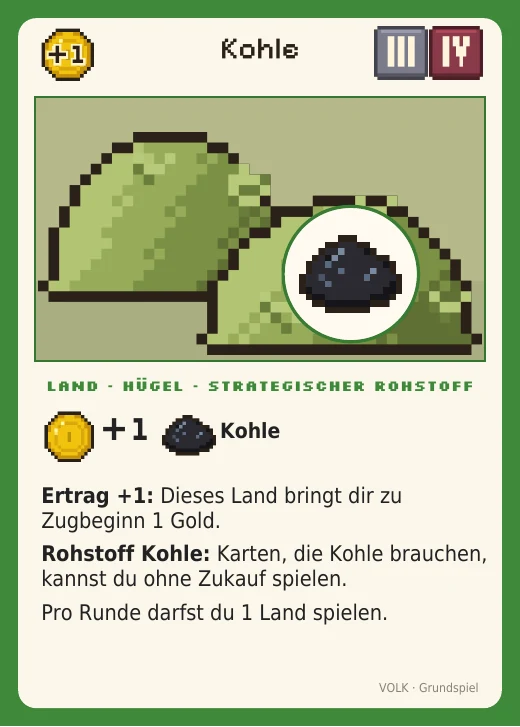 +1
Kohle
III
IV
LAND - HÜGEL - STRATEGISCHER ROHSTOFF
+1 Kohle
Ertrag +1: Dieses Land bringt dir zu
Zugbeginn 1 Gold.
Rohstoff Kohle: Karten, die Kohle brauchen,
kannst du ohne Zukauf spielen.
Pro Runde darfst du 1 Land spielen.
VOLK · Grundspiel